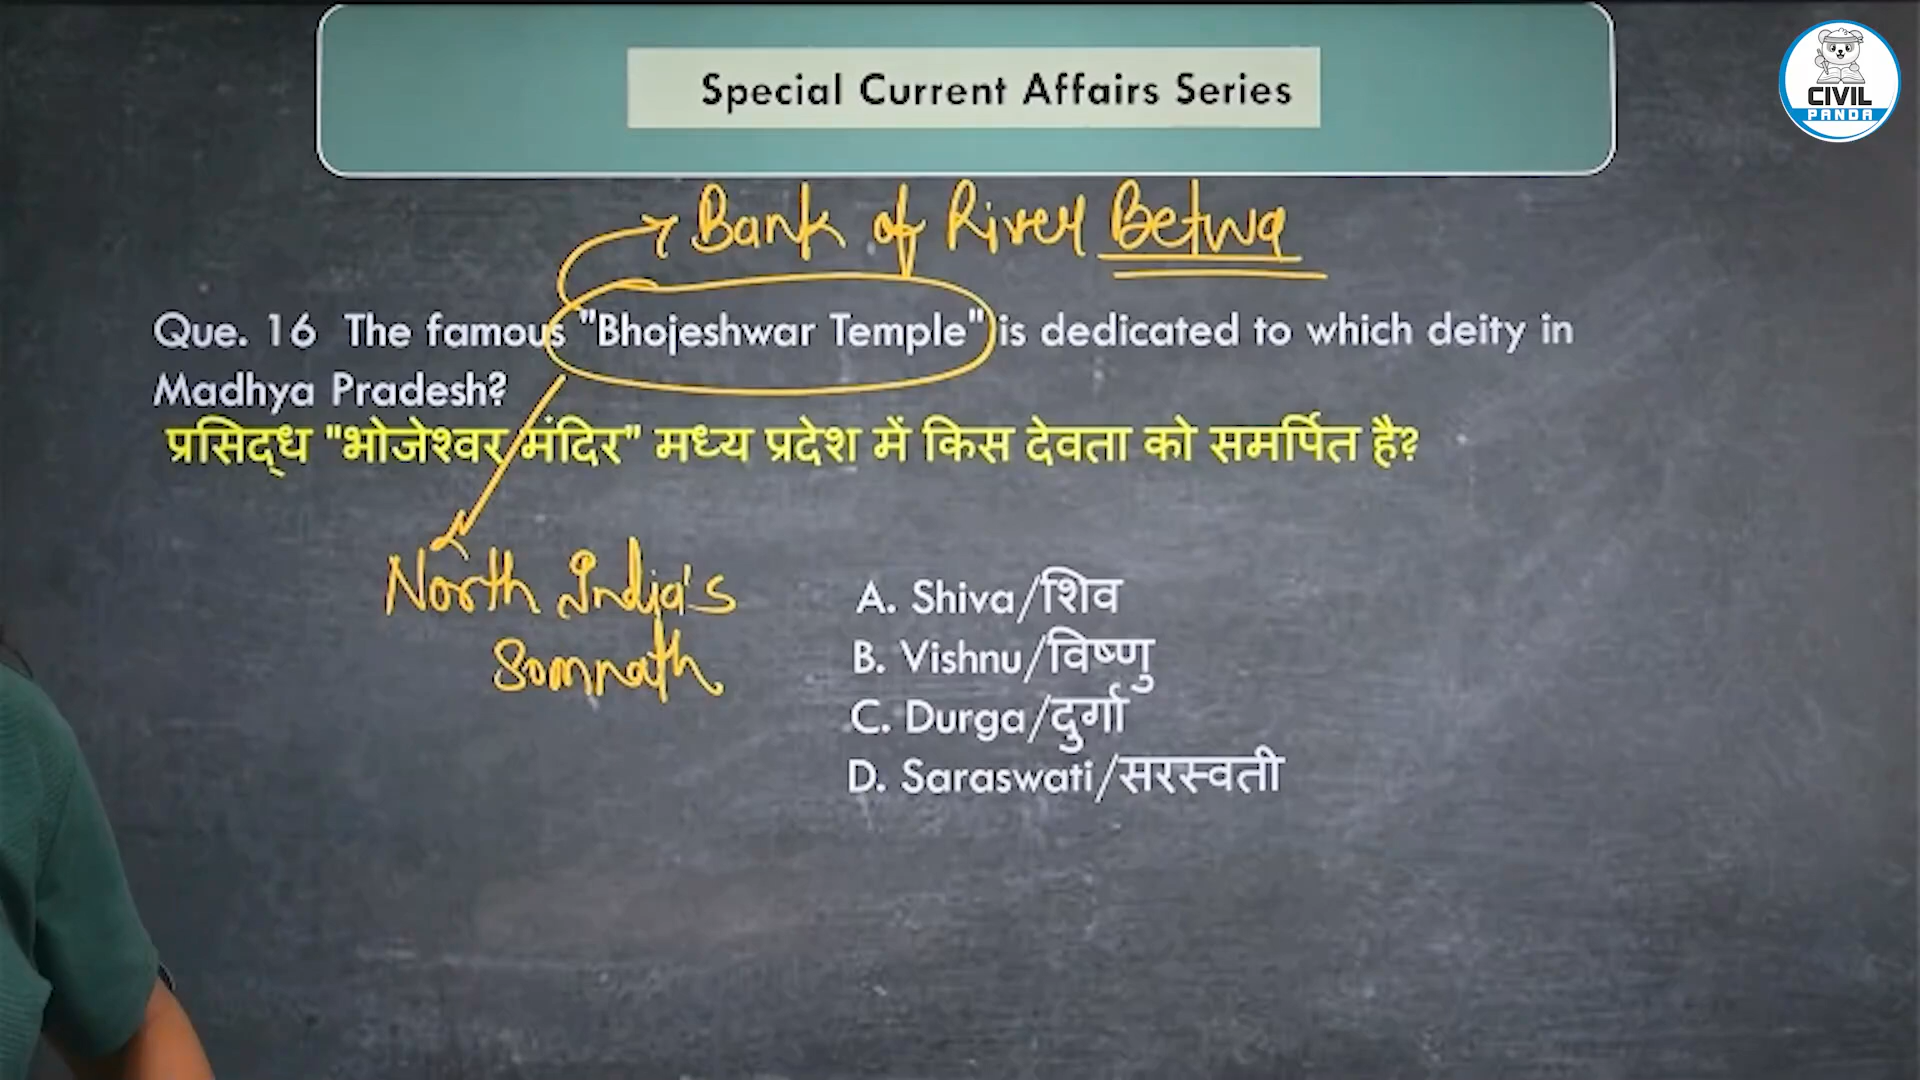 Special Current Affairs Series
CIVIL
PANDA
Bank of River Betwa
Que. 16 The famous "Bhojeshwar Temple" is dedicated to which deity in
Madhya Pradesh?
प्रसिद्ध "भोजेश्वर मंदिर" मध्य प्रदेश में किस देवता को समर्पित है?
North India's
Somnath
A. Shiva/शिव
B. Vishnu/विष्णु
C. Durga/दुर्गा
D. Saraswati/सरस्वती